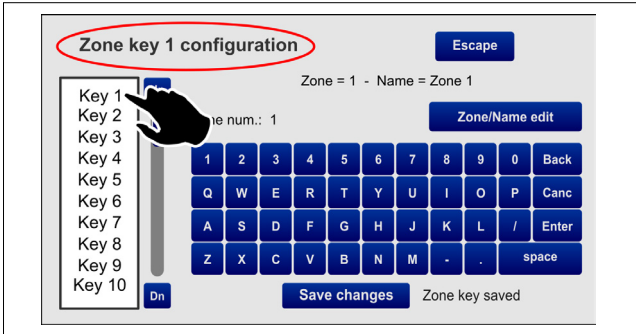 Zone key 1 configuration
Escape
Zone = 1 - Name = Zone 1
Key 1
Key 2
Key 3
Key 4
Key 5
Key 6
Key 7
Key 8
Key 9
Key 10
num.: 1
Zone/Name edit
1 2 3 4 5 6 7 8 9 0 Back
Q W E R T Y U I O P Canc
A S D F G H J K L / Enter
Z X C V B N M - . space
Dn
Save changes
Zone key saved